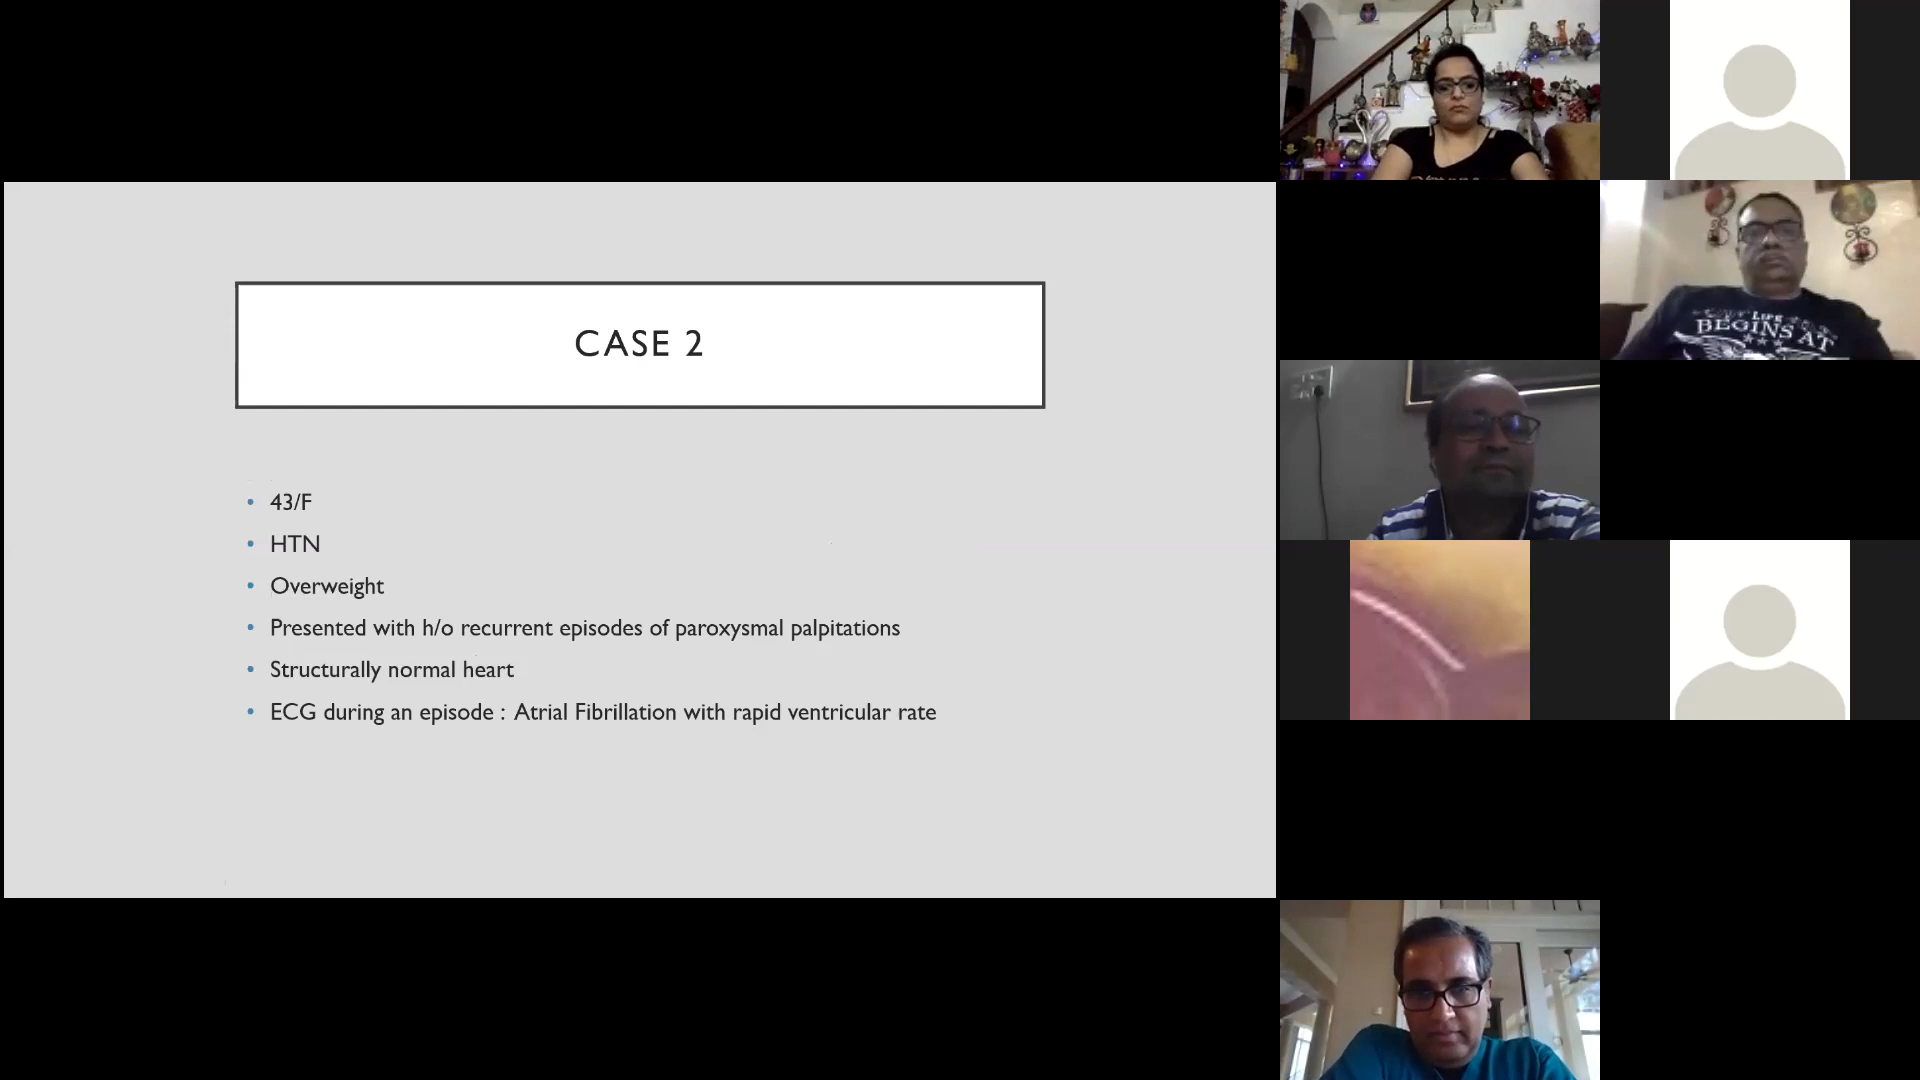 CASE 2
• 43/F
• HTN
• Overweight
• Presented with h/o recurrent episodes of paroxysmal palpitations
• Structurally normal heart
• ECG during an episode : Atrial Fibrillation with rapid ventricular rate
LIFE
BEGINS AT